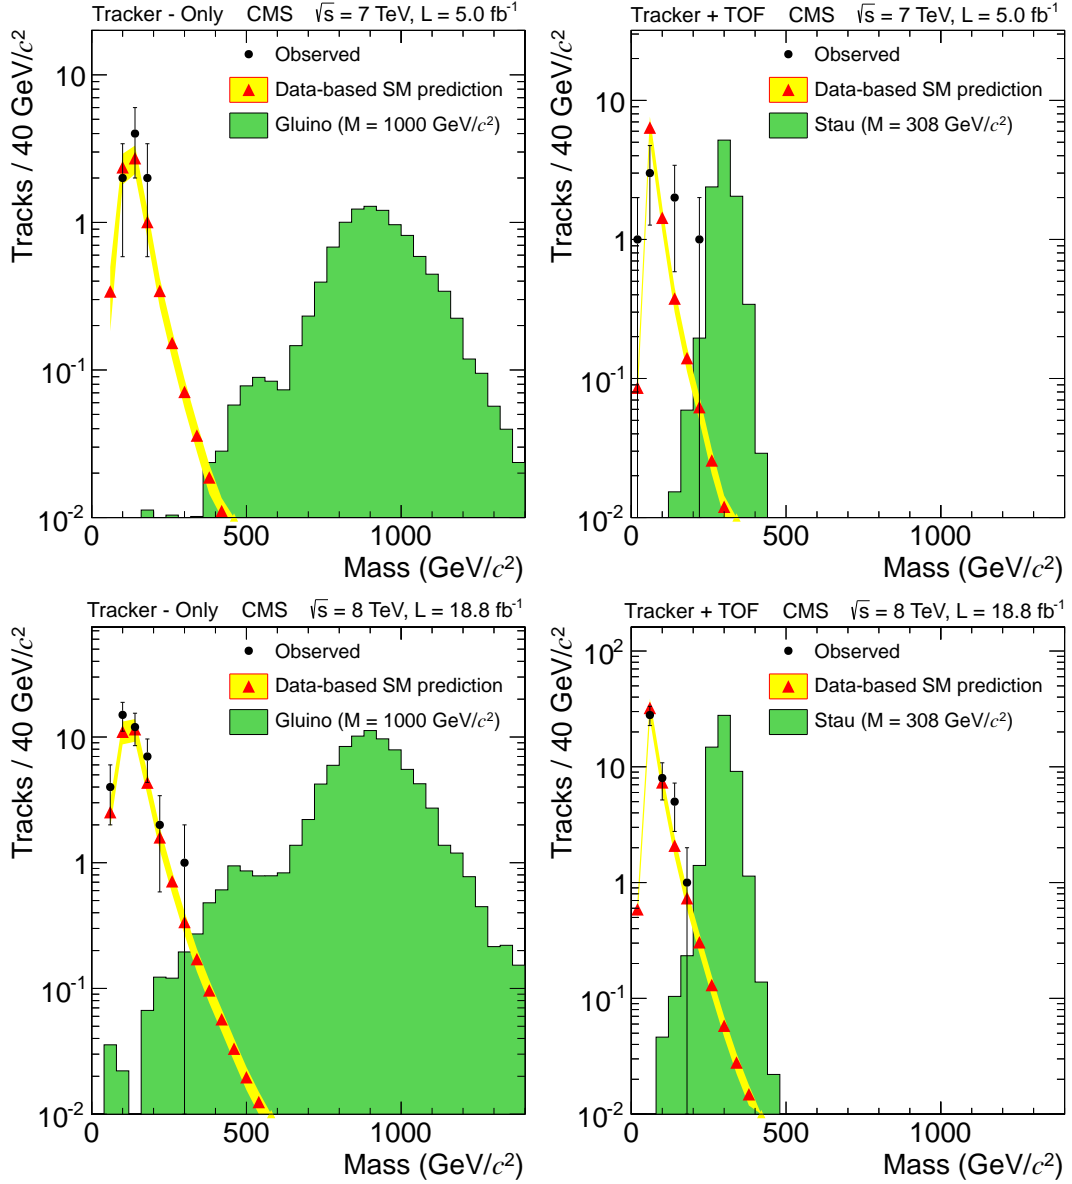 Tracker - Only CMS √s = 7 TeV, L = 5.0 fb-1
Tracks / 40 GeV/c2
Observed
Data-based SM prediction
Gluino (M = 1000 GeV/c2)
10
1
10-1
10-2
0 500 1000
Mass (GeV/c2)
Tracker + TOF CMS √s = 7 TeV, L = 5.0 fb-1
Tracks / 40 GeV/c2
Observed
Data-based SM prediction
Stau (M = 308 GeV/c2)
10
1
10-1
10-2
0 500 1000
Mass (GeV/c2)
Tracker - Only CMS √s = 8 TeV, L = 18.8 fb-1
Tracks / 40 GeV/c2
Observed
Data-based SM prediction
Gluino (M = 1000 GeV/c2)
10
1
10-1
10-2
0 500 1000
Mass (GeV/c2)
Tracker + TOF CMS √s = 8 TeV, L = 18.8 fb-1
Tracks / 40 GeV/c2
Observed
Data-based SM prediction
Stau (M = 308 GeV/c2)
102
10
1
10-1
10-2
0 500 1000
Mass (GeV/c2)